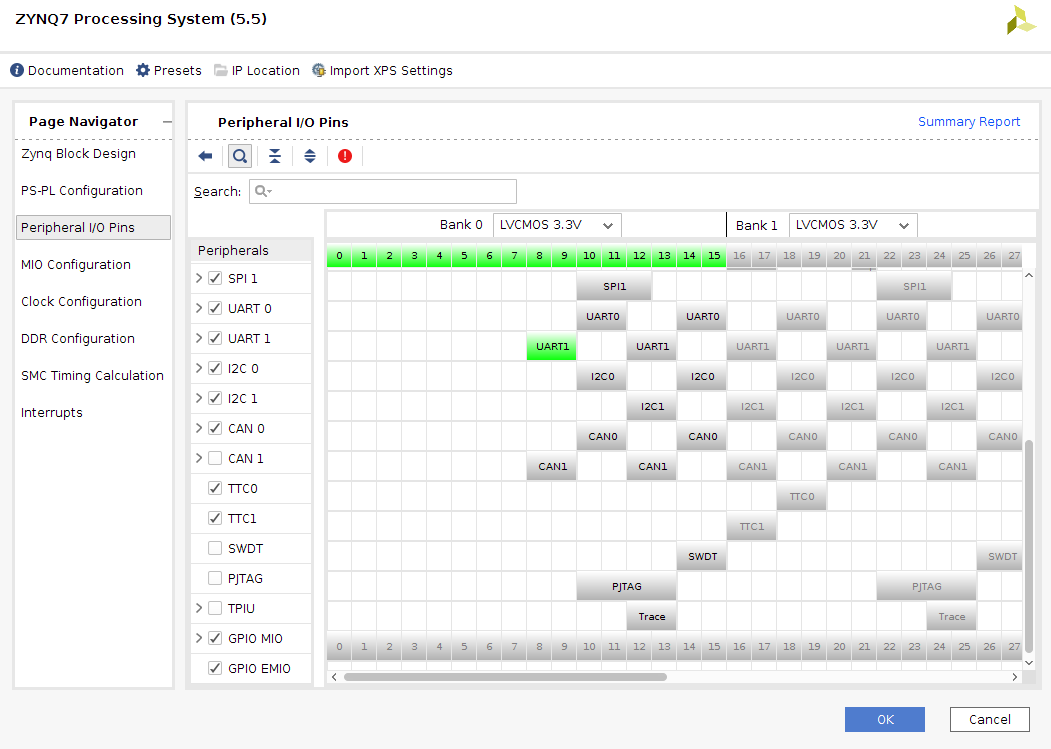 ZYNQ7 Processing System (5.5)
Documentation Presets IP Location Import XPS Settings
Page Navigator
Zynq Block Design
PS-PL Configuration
Peripheral I/O Pins
MIO Configuration
Clock Configuration
DDR Configuration
SMC Timing Calculation
Interrupts
Peripheral I/O Pins Summary Report
Search:
Bank 0 LVCMOS 3.3V Bank 1 LVCMOS 3.3V
Peripherals 0 1 2 3 4 5 6 7 8 9 10 11 12 13 14 15 16 17 18 19 20 21 22 23 24 25 26 27
SPI 1 SPI1 SPI1
UART 0 UART0 UART0 UART0 UART0 UART0
UART 1 UART1 UART1 UART1 UART1 UART1
I2C 0 I2C0 I2C0 I2C0 I2C0 I2C0
I2C 1 I2C1 I2C1 I2C1 I2C1
CAN 0 CAN0 CAN0 CAN0 CAN0 CAN0
CAN 1 CAN1 CAN1 CAN1 CAN1 CAN1
TTC0 TTC0
TTC1 TTC1
SWDT SWDT SWDT
PJTAG PJTAG PJTAG
TPIU Trace Trace
GPIO MIO 0 1 2 3 4 5 6 7 8 9 10 11 12 13 14 15 16 17 18 19 20 21 22 23 24 25 26 27
GPIO EMIO
OK Cancel